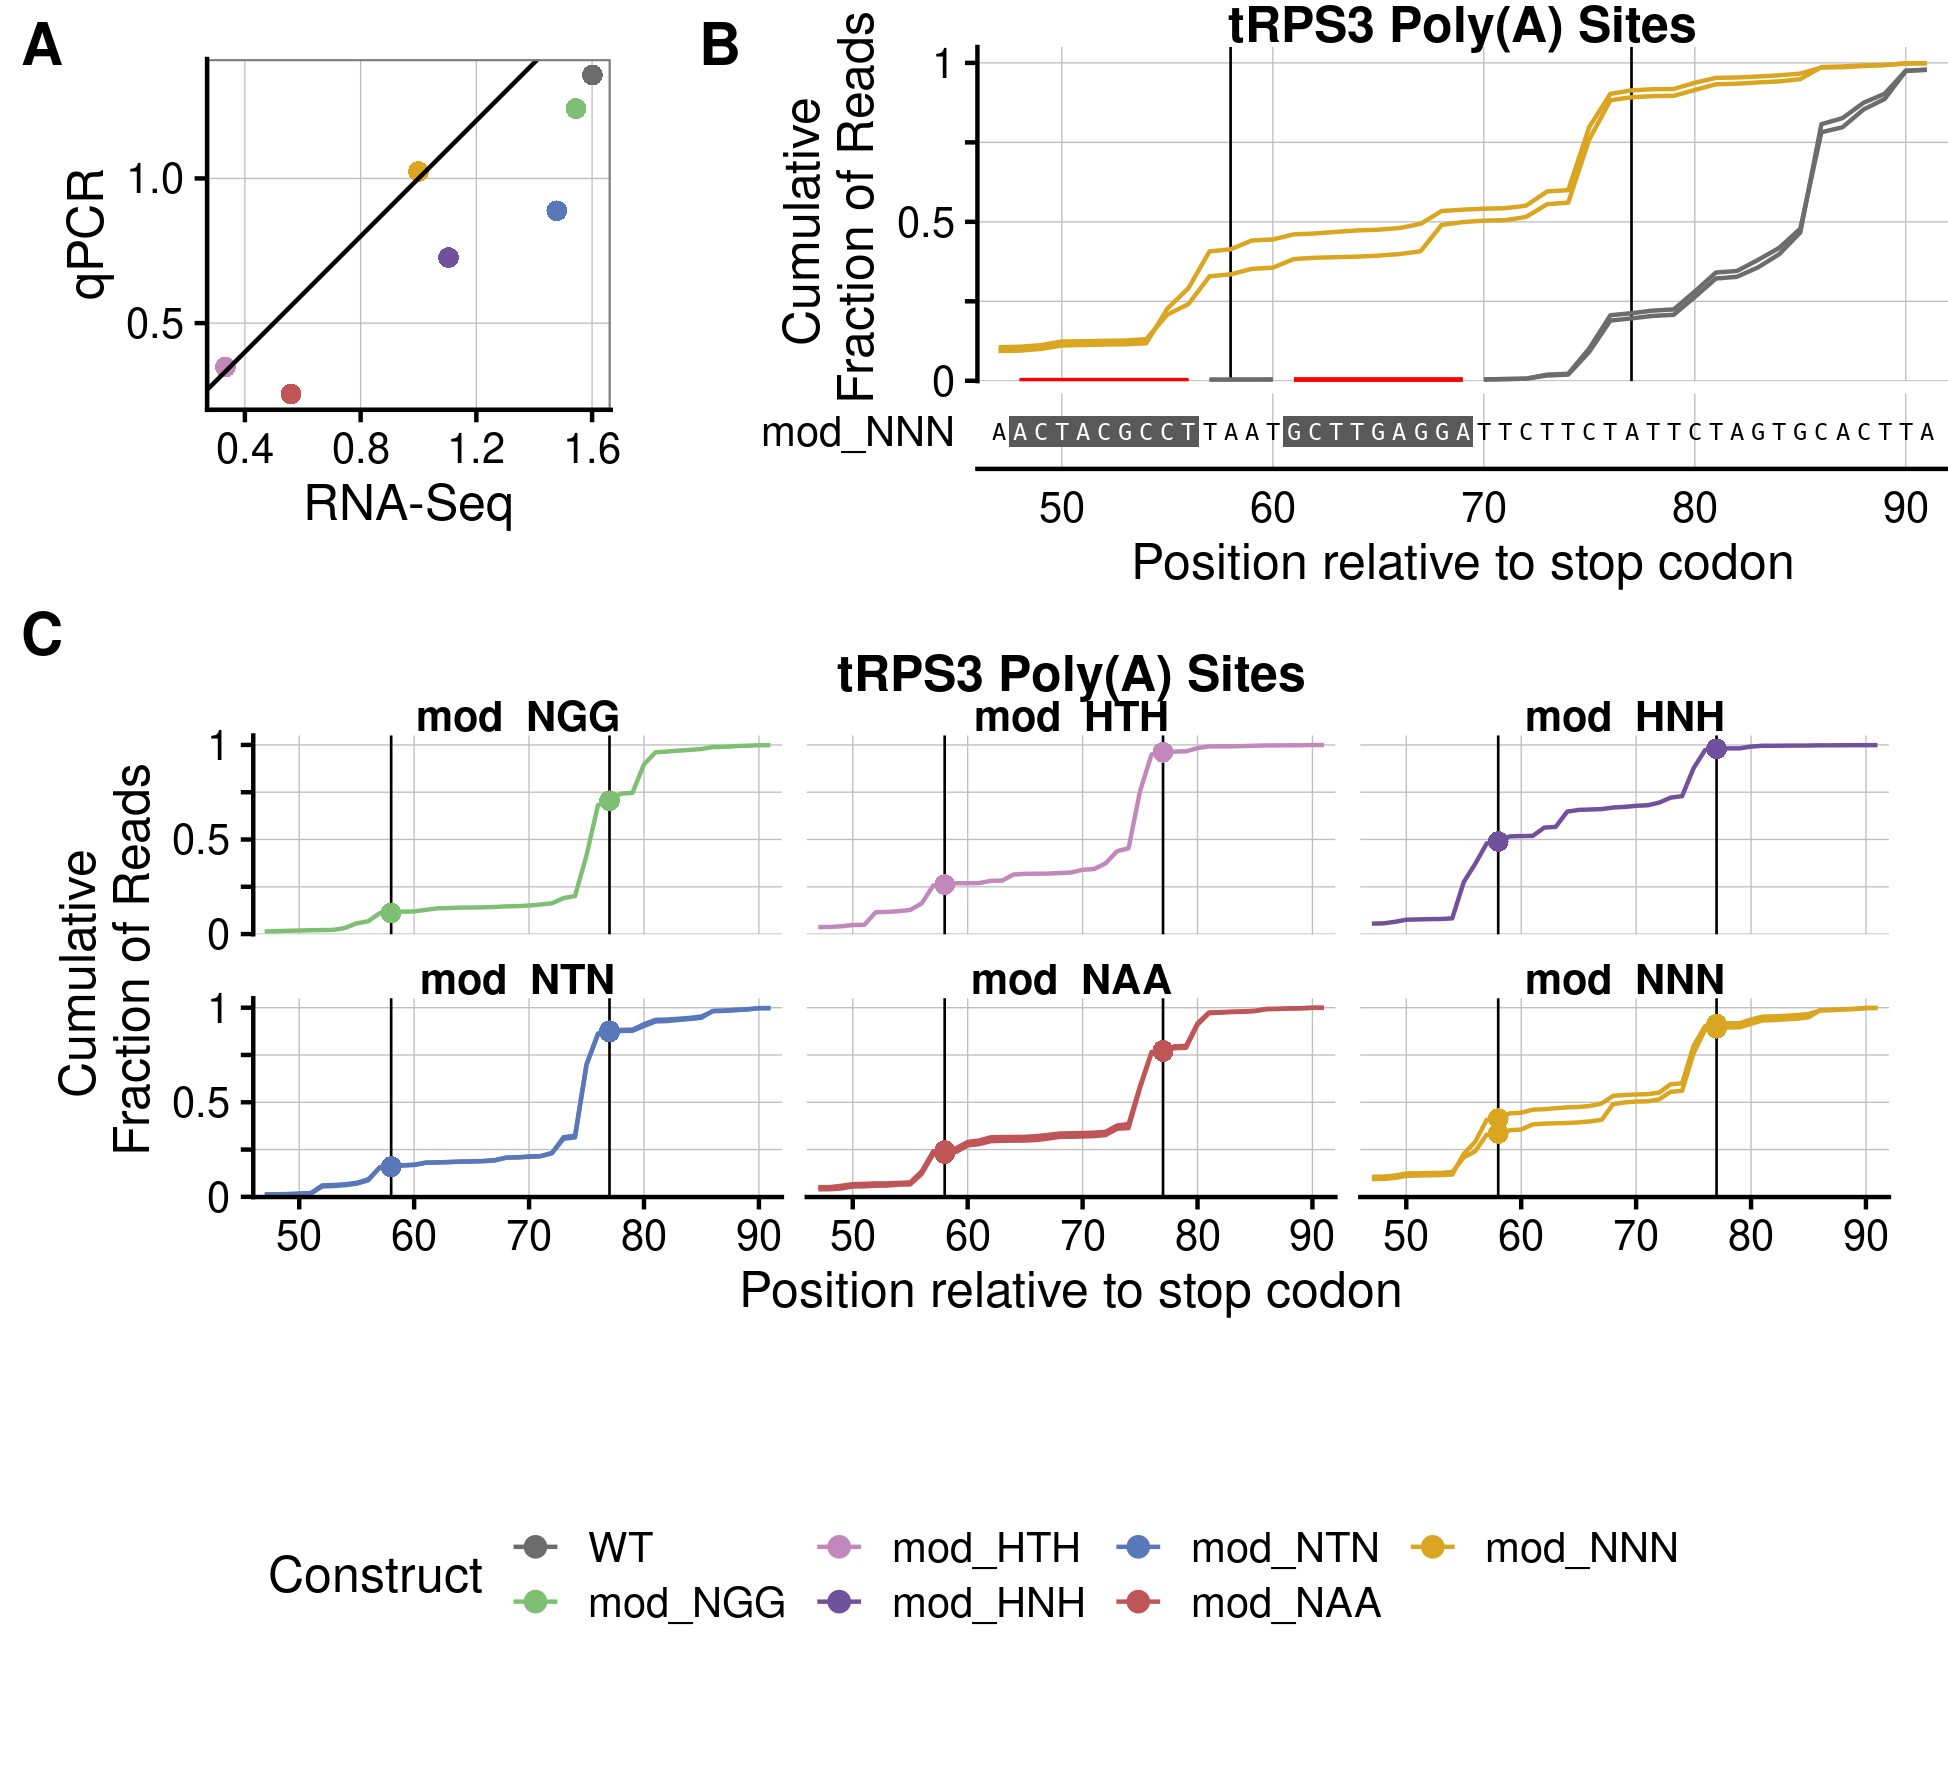 A
qPCR
1.0
0.5
0.4 0.8 1.2 1.6
RNA-Seq
B
tRPS3 Poly(A) Sites
Cumulative
Fraction of Reads
1
0.5
0
mod_NNN AACTACGCCTTAATGCTTGAGGATTCTTCTATTCTAGTGCACTTA
50 60 70 80 90
Position relative to stop codon
C
tRPS3 Poly(A) Sites
Cumulative
Fraction of Reads
mod NGG mod HTH mod HNH
1
0.5
0
mod NTN mod NAA mod NNN
1
0.5
0
50 60 70 80 90 50 60 70 80 90 50 60 70 80 90
Position relative to stop codon
Construct
WT mod_HTH mod_NTN mod_NNN
mod_NGG mod_HNH mod_NAA